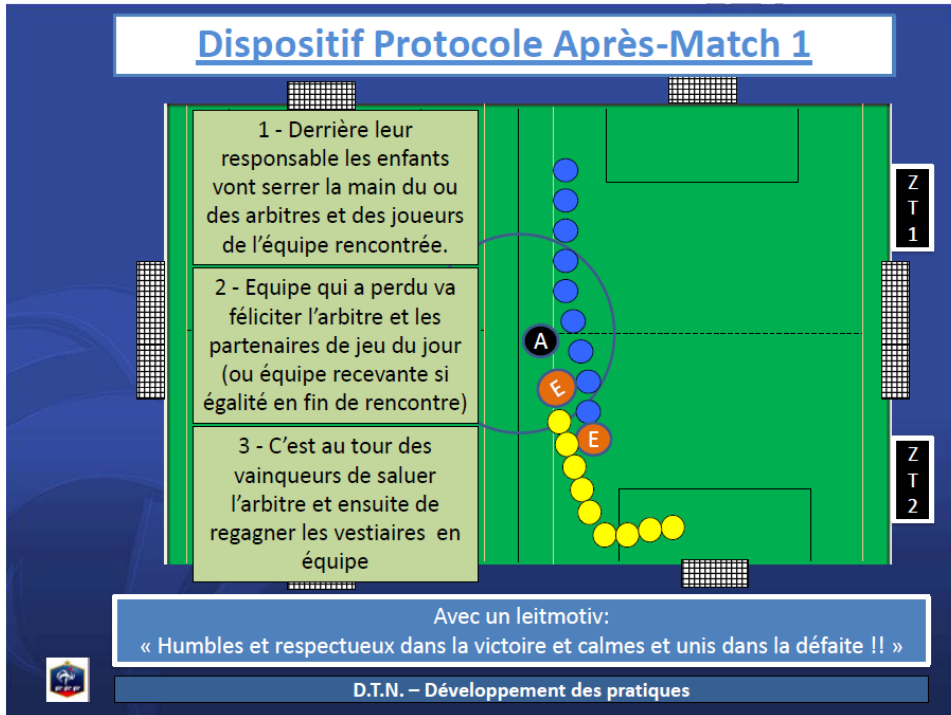 Dispositif Protocole Après-Match 1
1 - Derrière leur
responsable les enfants
vont serrer la main du ou
des arbitres et des joueurs
de l’équipe rencontrée.
2 - Equipe qui a perdu va
féliciter l’arbitre et les
partenaires de jeu du jour
(ou équipe recevante si
égalité en fin de rencontre)
3 - C’est au tour des
vainqueurs de saluer
l’arbitre et ensuite de
regagner les vestiaires en
équipe
A
E
E
Z
T
1
Z
T
2
Avec un leitmotiv:
« Humbles et respectueux dans la victoire et calmes et unis dans la défaite !! »
FFF
D.T.N. – Développement des pratiques